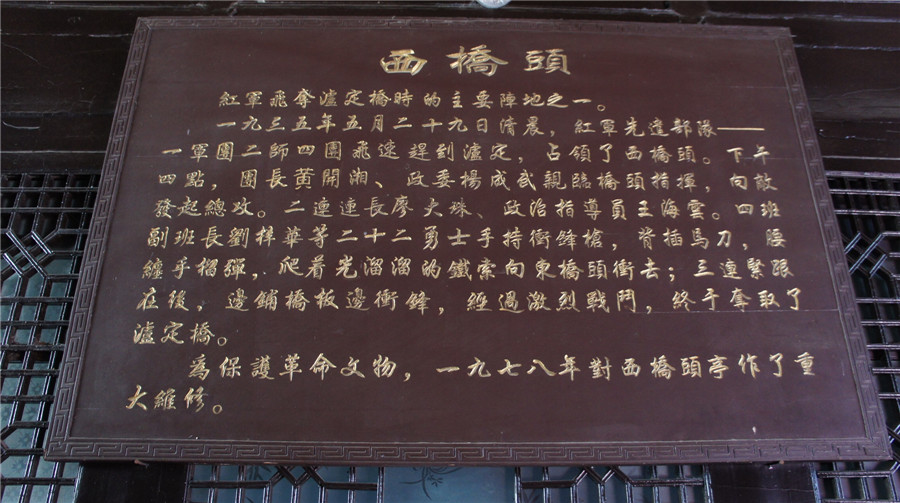 西橋頭
紅軍飛奪瀘定橋時的主要陣地之一。
一九三五年五月二十九日清晨，紅軍先遣部隊——
一軍團二師四團飛速趕到瀘定，占領了西橋頭。下午
四點，團長黄開湘、政委楊成武親臨橋頭指揮，向敵
發起總攻。二連連長廖大珠、政治指導員王海雲。四班
副班長劉梓華等二十二勇士手持衝鋒槍，背插馬刀，腰
纏手榴彈，爬着光溜溜的鐵索向東橋頭衝去；三連緊跟
在後，邊鋪橋板邊衝鋒，經過激烈戰鬥，終于奪取了
瀘定橋。
爲保護革命文物，一九七八年對西橋頭亭作了重
大維修。